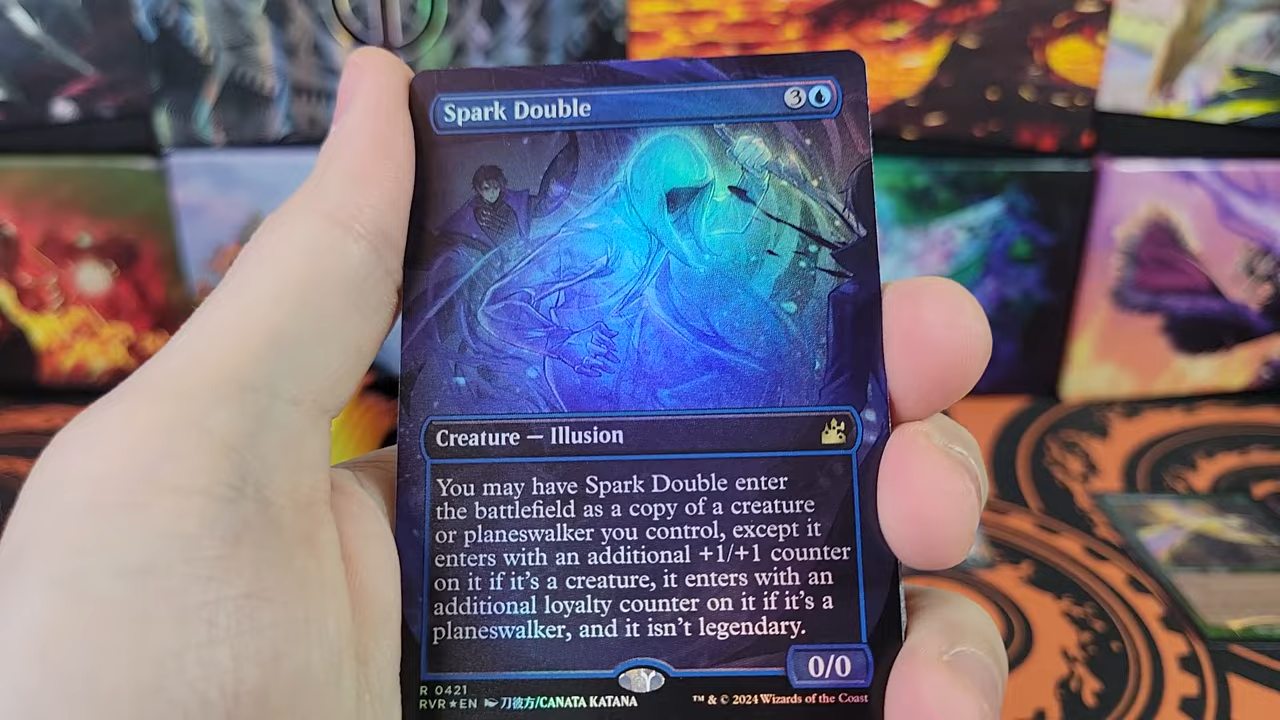 Spark Double 3
Creature — Illusion
You may have Spark Double enter
the battlefield as a copy of a creature
or planeswalker you control, except it
enters with an additional +1/+1 counter
on it if it's a creature, it enters with an
additional loyalty counter on it if it's a
planeswalker, and it isn't legendary.
0/0
R 0421
RVR★EN 刀彼方/CANATA KATANA ™ & © 2024 Wizards of the Coast